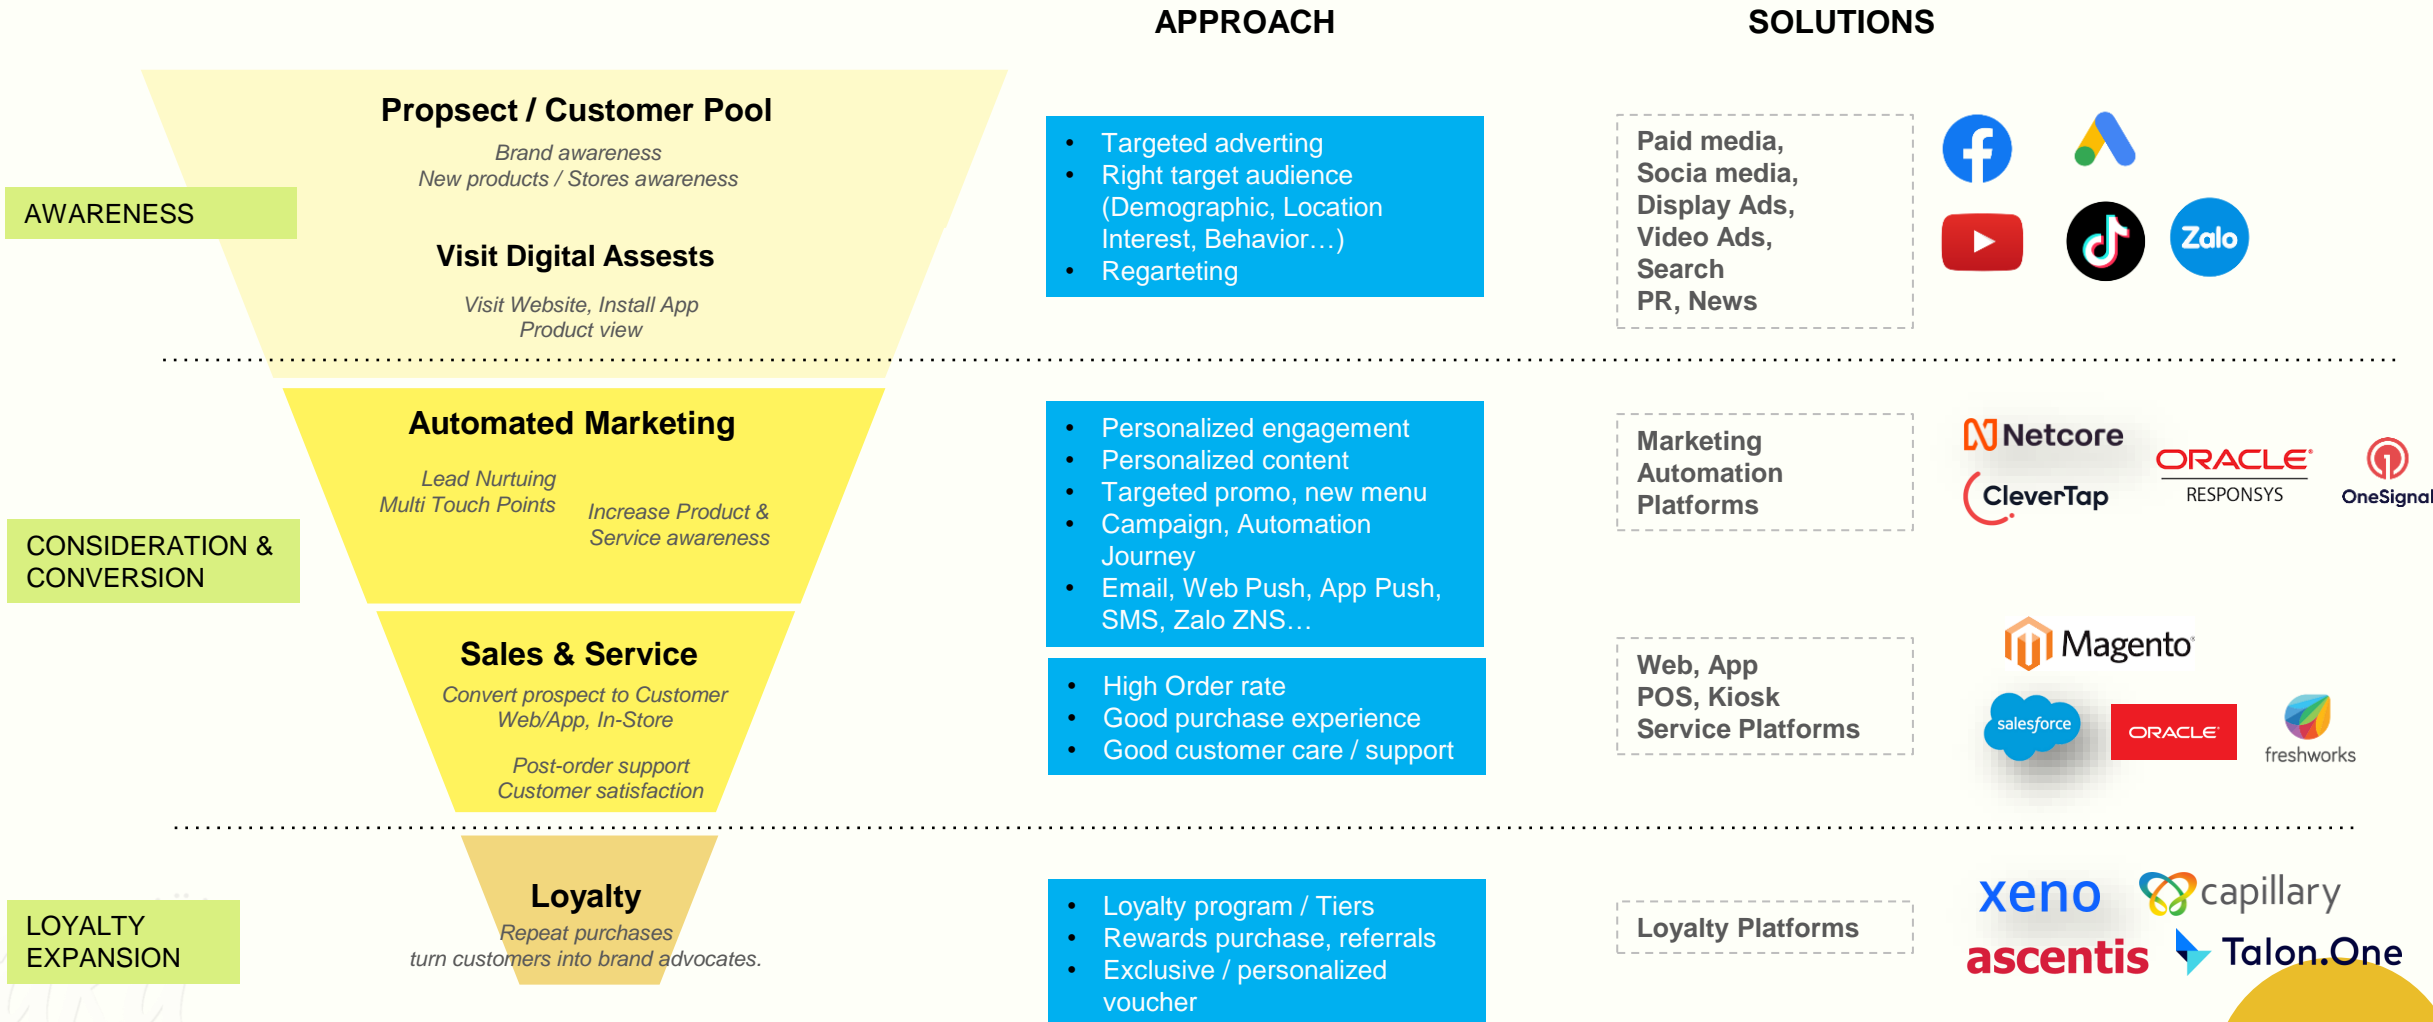 APPROACH
SOLUTIONS
AWARENESS
Propsect / Customer Pool
Brand awareness
New products / Stores awareness
Visit Digital Assests
Visit Website, Install App
Product view
• Targeted adverting
• Right target audience
(Demographic, Location
Interest, Behavior…)
• Regarteting
Paid media,
Socia media,
Display Ads,
Video Ads,
Search
PR, News
Zalo
CONSIDERATION &
CONVERSION
Automated Marketing
Lead Nurtuing
Multi Touch Points
Increase Product &
Service awareness
• Personalized engagement
• Personalized content
• Targeted promo, new menu
• Campaign, Automation
Journey
• Email, Web Push, App Push,
SMS, Zalo ZNS…
Marketing
Automation
Platforms
Netcore
CleverTap
ORACLE
RESPONSYS
OneSignal
Sales & Service
Convert prospect to Customer
Web/App, In-Store
Post-order support
Customer satisfaction
• High Order rate
• Good purchase experience
• Good customer care / support
Web, App
POS, Kiosk
Service Platforms
Magento
salesforce
ORACLE
freshworks
LOYALTY
EXPANSION
Loyalty
Repeat purchases
turn customers into brand advocates.
• Loyalty program / Tiers
• Rewards purchase, referrals
• Exclusive / personalized
voucher
Loyalty Platforms
xeno
capillary
ascentis
Talon.One